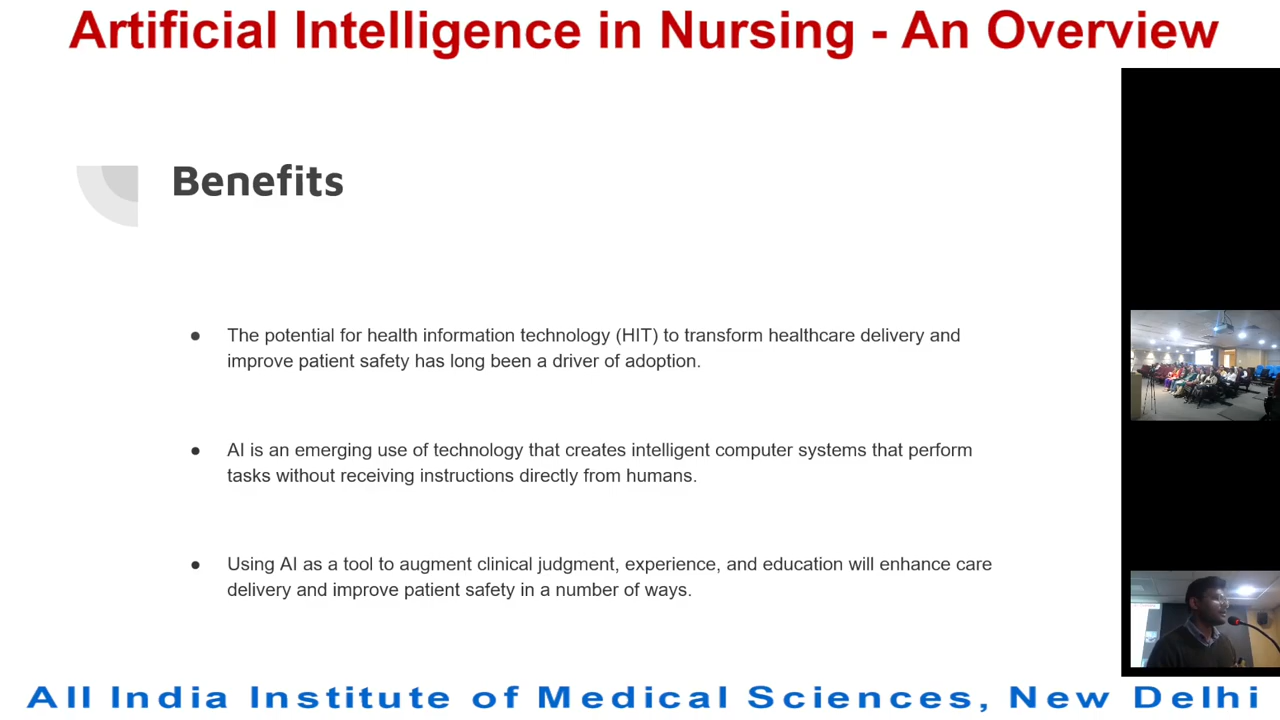 Artificial Intelligence in Nursing - An Overview
Benefits
● The potential for health information technology (HIT) to transform healthcare delivery and
improve patient safety has long been a driver of adoption.
● AI is an emerging use of technology that creates intelligent computer systems that perform
tasks without receiving instructions directly from humans.
● Using AI as a tool to augment clinical judgment, experience, and education will enhance care
delivery and improve patient safety in a number of ways.
All India Institute of Medical Sciences, New Delhi